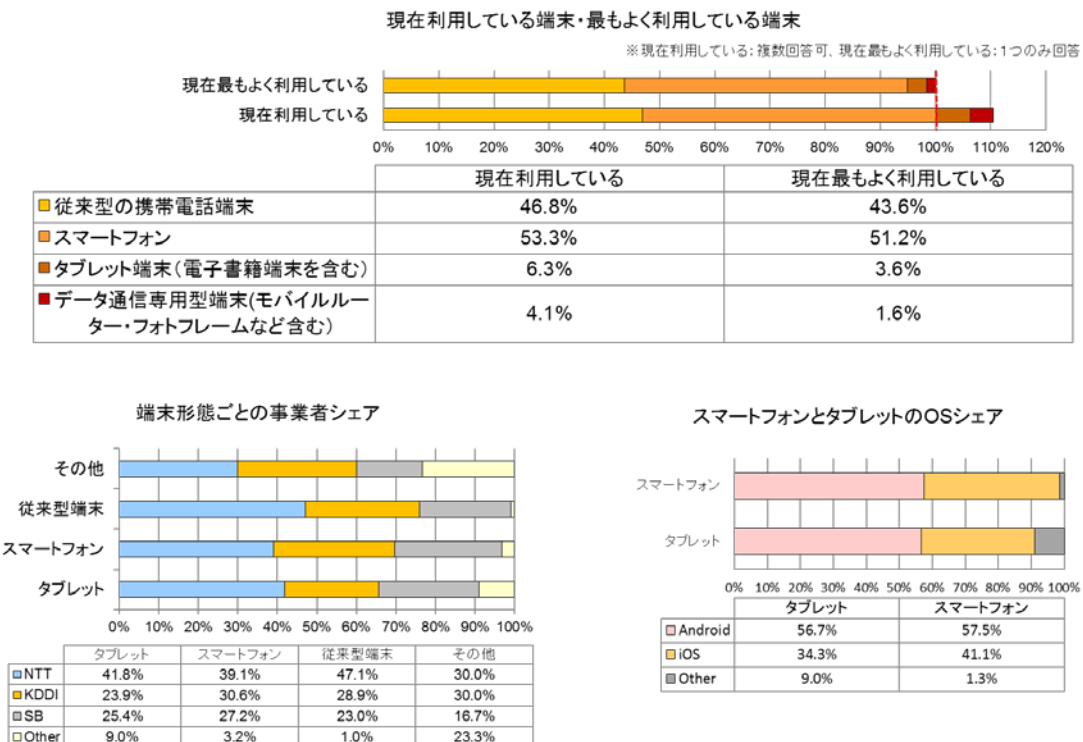 現在利用している端末・最もよく利用している端末
※現在利用している:複数回答可、現在最もよく利用している:1つのみ回答
現在最もよく利用している
現在利用している
0% 10% 20% 30% 40% 50% 60% 70% 80% 90% 100% 110% 120%
現在利用している 現在最もよく利用している
従来型の携帯電話端末 46.8% 43.6%
スマートフォン 53.3% 51.2%
タブレット端末(電子書籍端末を含む) 6.3% 3.6%
データ通信専用型端末(モバイルルー
ター・フォトフレームなど含む) 4.1% 1.6%
端末形態ごとの事業者シェア
その他
従来型端末
スマートフォン
タブレット
0% 10% 20% 30% 40% 50% 60% 70% 80% 90% 100%
タブレット スマートフォン 従来型端末 その他
NTT 41.8% 39.1% 47.1% 30.0%
KDDI 23.9% 30.6% 28.9% 30.0%
SB 25.4% 27.2% 23.0% 16.7%
Other 9.0% 3.2% 1.0% 23.3%
スマートフォンとタブレットのOSシェア
スマートフォン
タブレット
0% 10% 20% 30% 40% 50% 60% 70% 80% 90% 100%
タブレット スマートフォン
Android 56.7% 57.5%
iOS 34.3% 41.1%
Other 9.0% 1.3%